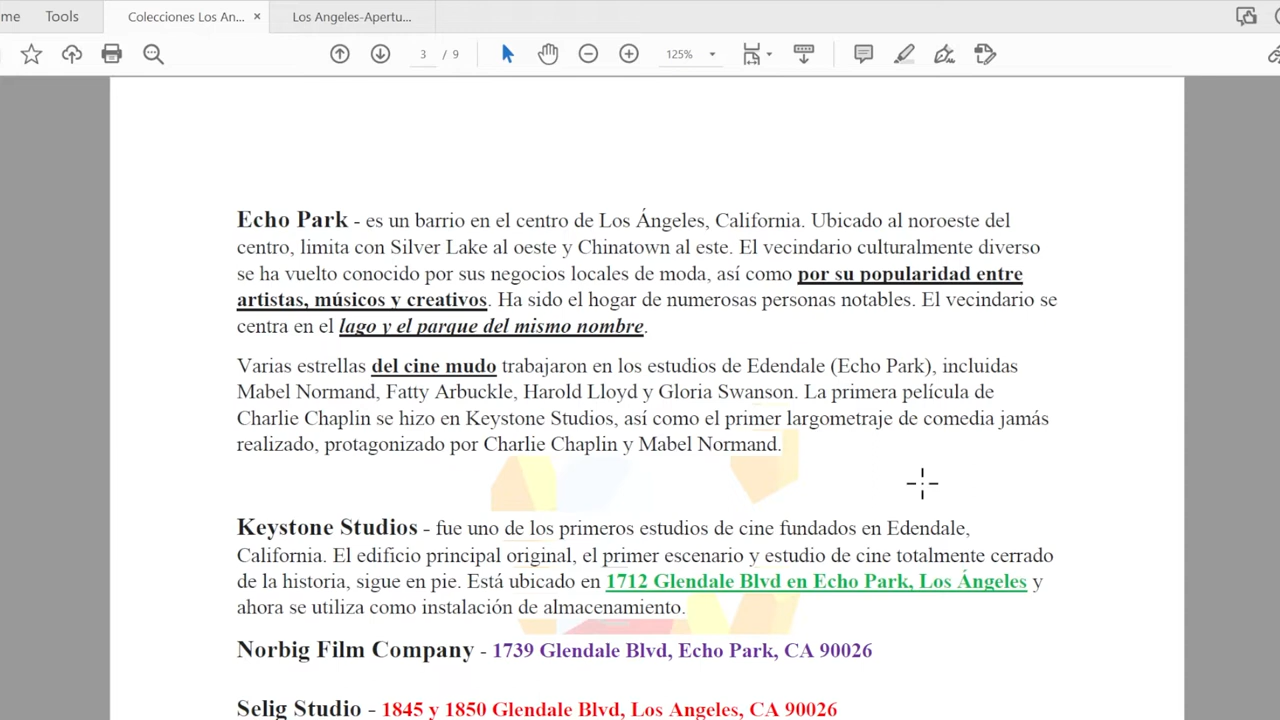 me Tools Colecciones Los An... × Los Angeles-Apertu...
3 / 9 125%
Echo Park - es un barrio en el centro de Los Ángeles, California. Ubicado al noroeste del
centro, limita con Silver Lake al oeste y Chinatown al este. El vecindario culturalmente diverso
se ha vuelto conocido por sus negocios locales de moda, así como por su popularidad entre
artistas, músicos y creativos. Ha sido el hogar de numerosas personas notables. El vecindario se
centra en el lago y el parque del mismo nombre.
Varias estrellas del cine mudo trabajaron en los estudios de Edendale (Echo Park), incluidas
Mabel Normand, Fatty Arbuckle, Harold Lloyd y Gloria Swanson. La primera película de
Charlie Chaplin se hizo en Keystone Studios, así como el primer largometraje de comedia jamás
realizado, protagonizado por Charlie Chaplin y Mabel Normand.
Keystone Studios - fue uno de los primeros estudios de cine fundados en Edendale,
California. El edificio principal original, el primer escenario y estudio de cine totalmente cerrado
de la historia, sigue en pie. Está ubicado en 1712 Glendale Blvd en Echo Park, Los Ángeles y
ahora se utiliza como instalación de almacenamiento.
Norbig Film Company - 1739 Glendale Blvd, Echo Park, CA 90026
Selig Studio - 1845 y 1850 Glendale Blvd, Los Angeles, CA 90026